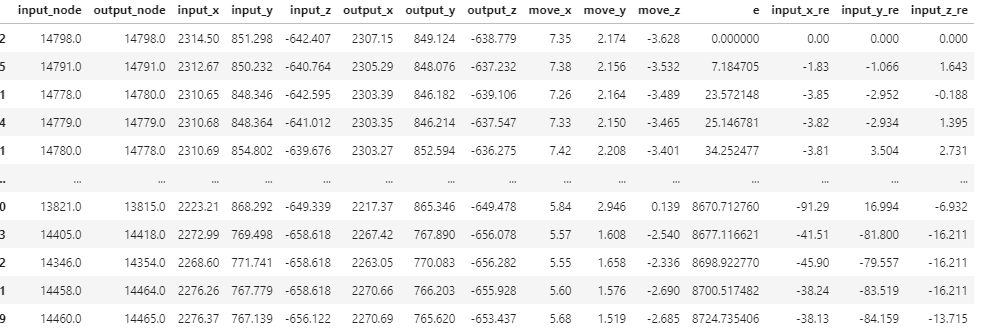 input_node output_node input_x input_y input_z output_x output_y output_z move_x move_y move_z e input_x_re input_y_re input_z_re
2 14798.0 14798.0 2314.50 851.298 -642.407 2307.15 849.124 -638.779 7.35 2.174 -3.628 0.000000 0.00 0.000 0.000
5 14791.0 14791.0 2312.67 850.232 -640.764 2305.29 848.076 -637.232 7.38 2.156 -3.532 7.184705 -1.83 -1.066 1.643
1 14778.0 14780.0 2310.65 848.346 -642.595 2303.39 846.182 -639.106 7.26 2.164 -3.489 23.572148 -3.85 -2.952 -0.188
4 14779.0 14779.0 2310.68 848.364 -641.012 2303.35 846.214 -637.547 7.33 2.150 -3.465 25.146781 -3.82 -2.934 1.395
1 14780.0 14778.0 2310.69 854.802 -639.676 2303.27 852.594 -636.275 7.42 2.208 -3.401 34.252477 -3.81 3.504 2.731
.. ... ... ... ... ... ... ... ... ... ... ... ... ... ... ...
0 13821.0 13815.0 2223.21 868.292 -649.339 2217.37 865.346 -649.478 5.84 2.946 0.139 8670.712760 -91.29 16.994 -6.932
3 14405.0 14418.0 2272.99 769.498 -658.618 2267.42 767.890 -656.078 5.57 1.608 -2.540 8677.116621 -41.51 -81.800 -16.211
2 14346.0 14354.0 2268.60 771.741 -658.618 2263.05 770.083 -656.282 5.55 1.658 -2.336 8698.922770 -45.90 -79.557 -16.211
1 14458.0 14464.0 2276.26 767.779 -658.618 2270.66 766.203 -655.928 5.60 1.576 -2.690 8700.517482 -38.24 -83.519 -16.211
9 14460.0 14465.0 2276.37 767.139 -656.122 2270.69 765.620 -653.437 5.68 1.519 -2.685 8724.735406 -38.13 -84.159 -13.715